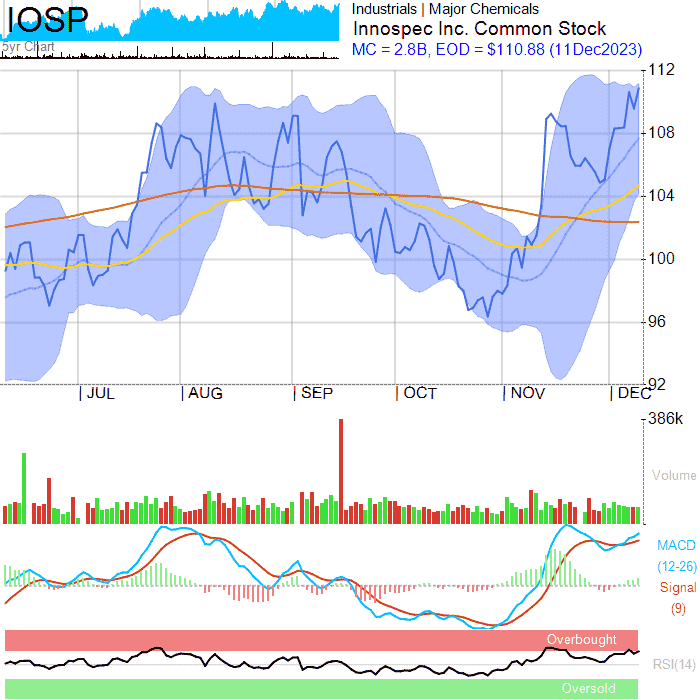 IOSP
5yr Chart
Industrials | Major Chemicals
Innospec Inc. Common Stock
MC = 2.8B, EOD = $110.88 (11Dec2023)
112
108
104
100
96
92
| JUL | AUG | SEP | OCT | NOV | DEC
386k
Volume
MACD
(12-26)
Signal
(9)
Overbought
RSI(14)
Oversold